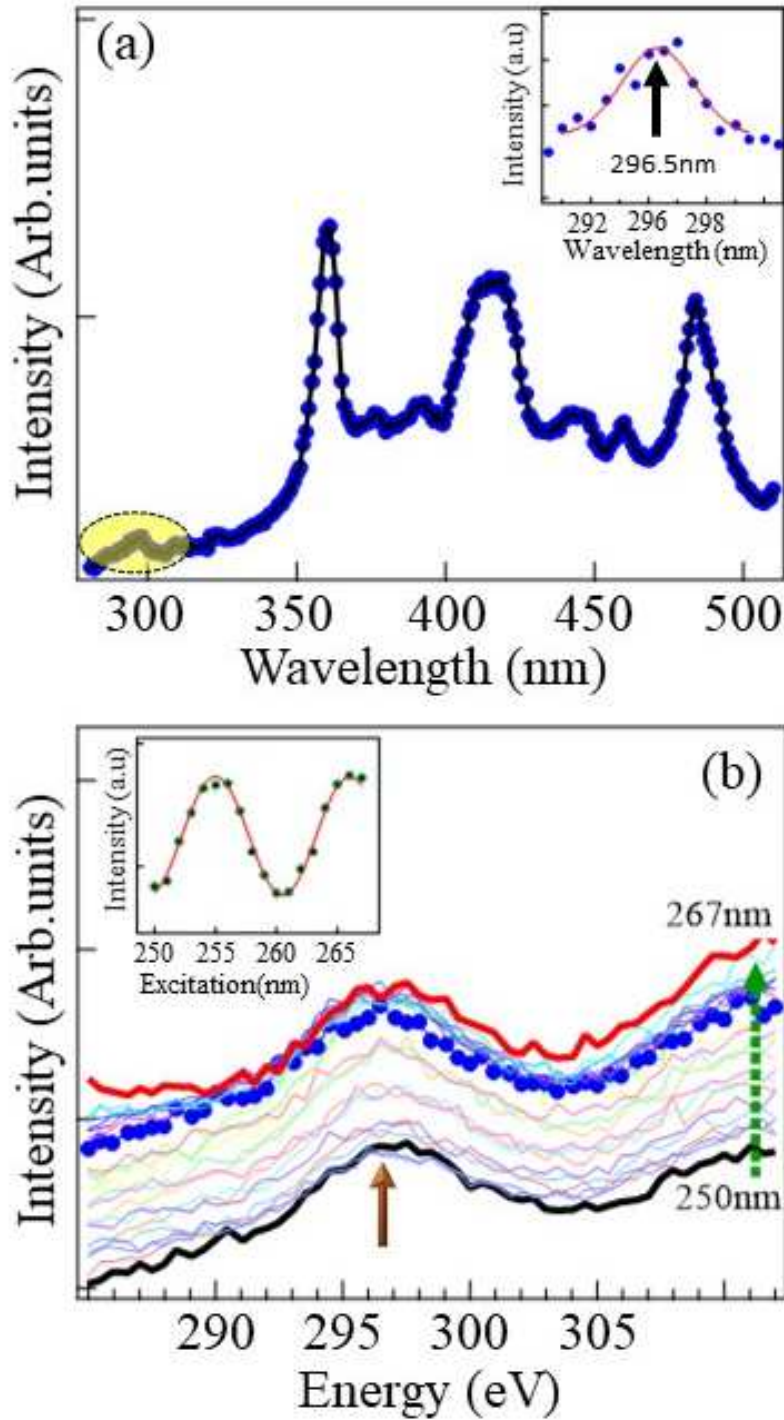 (a)
Intensity (Arb.units)
Intensity (a.u)
296.5nm
292 296 298
Wavelength (nm)
300 350 400 450 500
Wavelength (nm)
(b)
Intensity (Arb.units)
Intensity (a.u)
250 255 260 265
Excitation(nm)
267nm
250nm
290 295 300 305
Energy (eV)